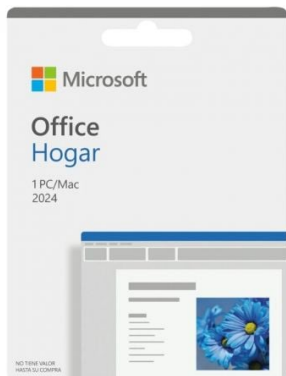 Microsoft
Office
Hogar
1 PC/Mac
2024
NO TIENE VALOR
HASTA SU COMPRA